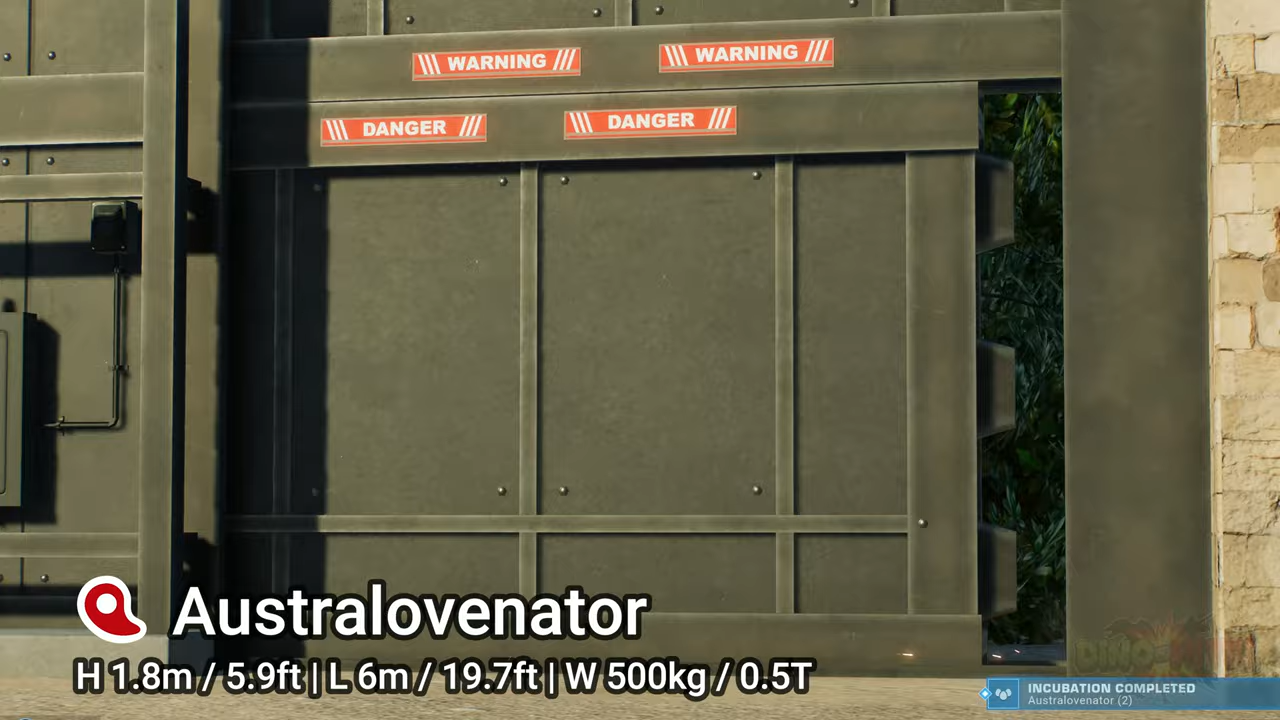 WARNING WARNING
DANGER DANGER
Australovenator
H 1.8m / 5.9ft | L 6m / 19.7ft | W 500kg / 0.5T
INCUBATION COMPLETED
Australovenator (2)